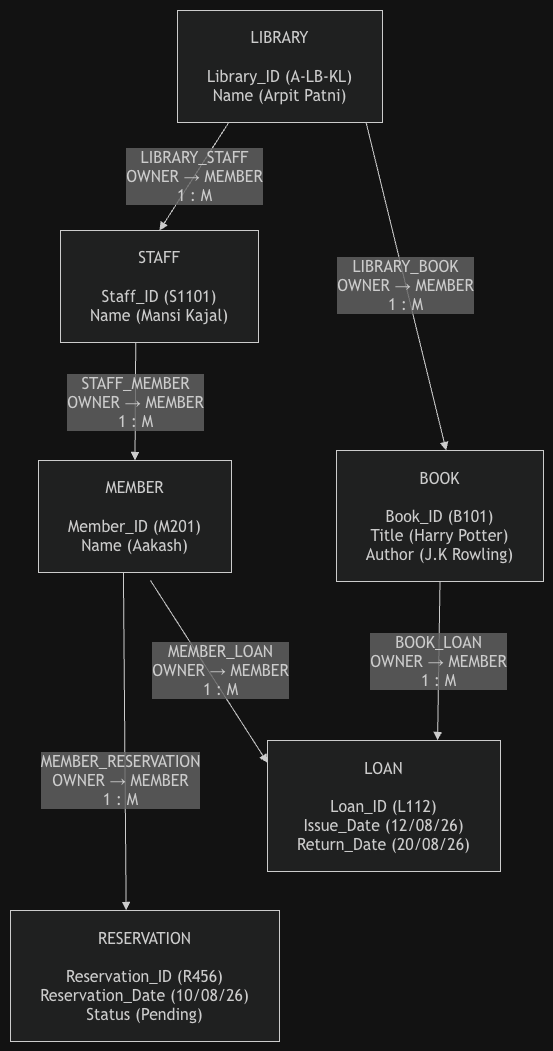 LIBRARY
Library_ID (A-LB-KL)
Name (Arpit Patni)
LIBRARY_STAFF
OWNER → MEMBER
1 : M
STAFF
Staff_ID (S1101)
Name (Mansi Kajal)
LIBRARY_BOOK
OWNER → MEMBER
1 : M
STAFF_MEMBER
OWNER → MEMBER
1 : M
MEMBER
Member_ID (M201)
Name (Aakash)
BOOK
Book_ID (B101)
Title (Harry Potter)
Author (J.K Rowling)
MEMBER_LOAN
OWNER → MEMBER
1 : M
BOOK_LOAN
OWNER → MEMBER
1 : M
MEMBER_RESERVATION
OWNER → MEMBER
1 : M
LOAN
Loan_ID (L112)
Issue_Date (12/08/26)
Return_Date (20/08/26)
RESERVATION
Reservation_ID (R456)
Reservation_Date (10/08/26)
Status (Pending)